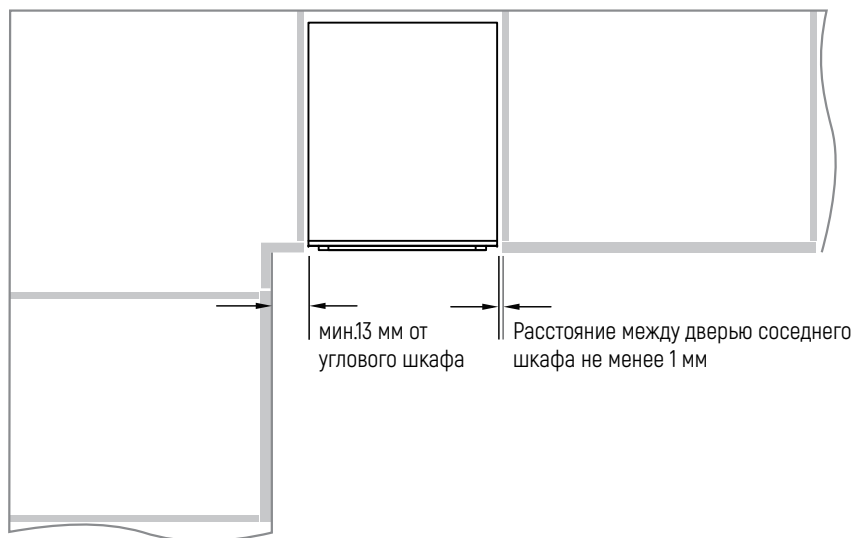 мин.13 мм от
углового шкафа
Расстояние между дверью соседнего
шкафа не менее 1 мм